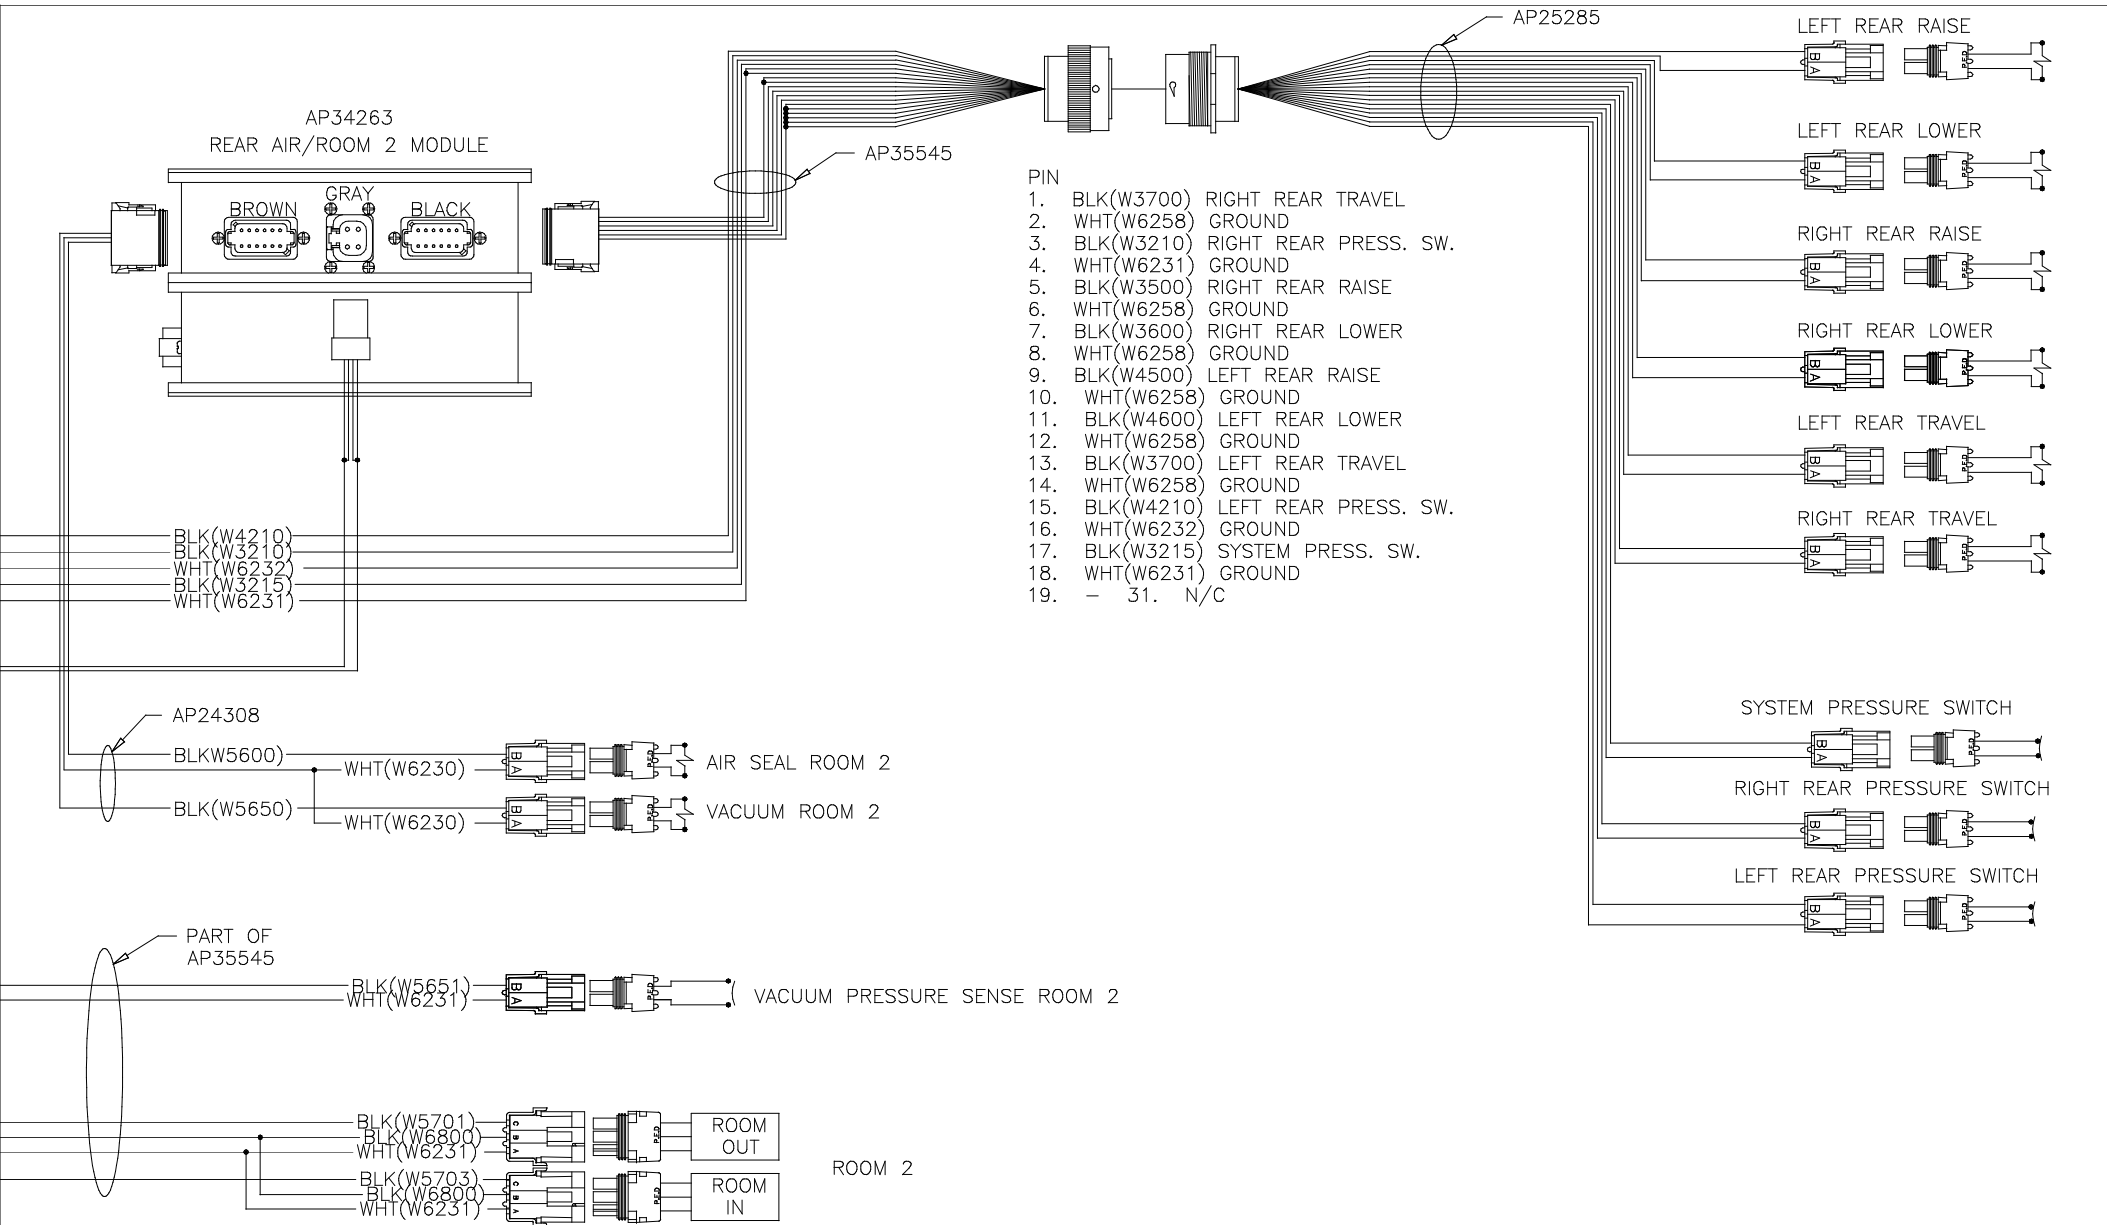 AP25285
LEFT REAR RAISE
AP34263
REAR AIR/ROOM 2 MODULE
BROWN
GRAY
BLACK
AP35545
LEFT REAR LOWER
PIN
1. BLK(W3700) RIGHT REAR TRAVEL
2. WHT(W6258) GROUND
3. BLK(W3210) RIGHT REAR PRESS. SW.
4. WHT(W6231) GROUND
5. BLK(W3500) RIGHT REAR RAISE
6. WHT(W6258) GROUND
7. BLK(W3600) RIGHT REAR LOWER
8. WHT(W6258) GROUND
9. BLK(W4500) LEFT REAR RAISE
10. WHT(W6258) GROUND
11. BLK(W4600) LEFT REAR LOWER
12. WHT(W6258) GROUND
13. BLK(W3700) LEFT REAR TRAVEL
14. WHT(W6258) GROUND
15. BLK(W4210) LEFT REAR PRESS. SW.
16. WHT(W6232) GROUND
17. BLK(W3215) SYSTEM PRESS. SW.
18. WHT(W6231) GROUND
19. – 31. N/C
RIGHT REAR RAISE
RIGHT REAR LOWER
LEFT REAR TRAVEL
RIGHT REAR TRAVEL
BLK(W4210)
BLK(W3210)
WHT(W6232)
BLK(W3215)
WHT(W6231)
SYSTEM PRESSURE SWITCH
RIGHT REAR PRESSURE SWITCH
LEFT REAR PRESSURE SWITCH
AP24308
BLKW5600)
WHT(W6230)
B
A
P.E.D
AIR SEAL ROOM 2
BLK(W5650)
WHT(W6230)
B
A
P.E.D
VACUUM ROOM 2
PART OF
AP35545
BLK(W5651)
WHT(W6231)
B
A
P.E.D
VACUUM PRESSURE SENSE ROOM 2
BLK(W5701)
BLK(W6800)
WHT(W6231)
C
B
A
P.E.D
ROOM
OUT
ROOM 2
BLK(W5703)
BLK(W6800)
WHT(W6231)
C
B
A
P.E.D
ROOM
IN